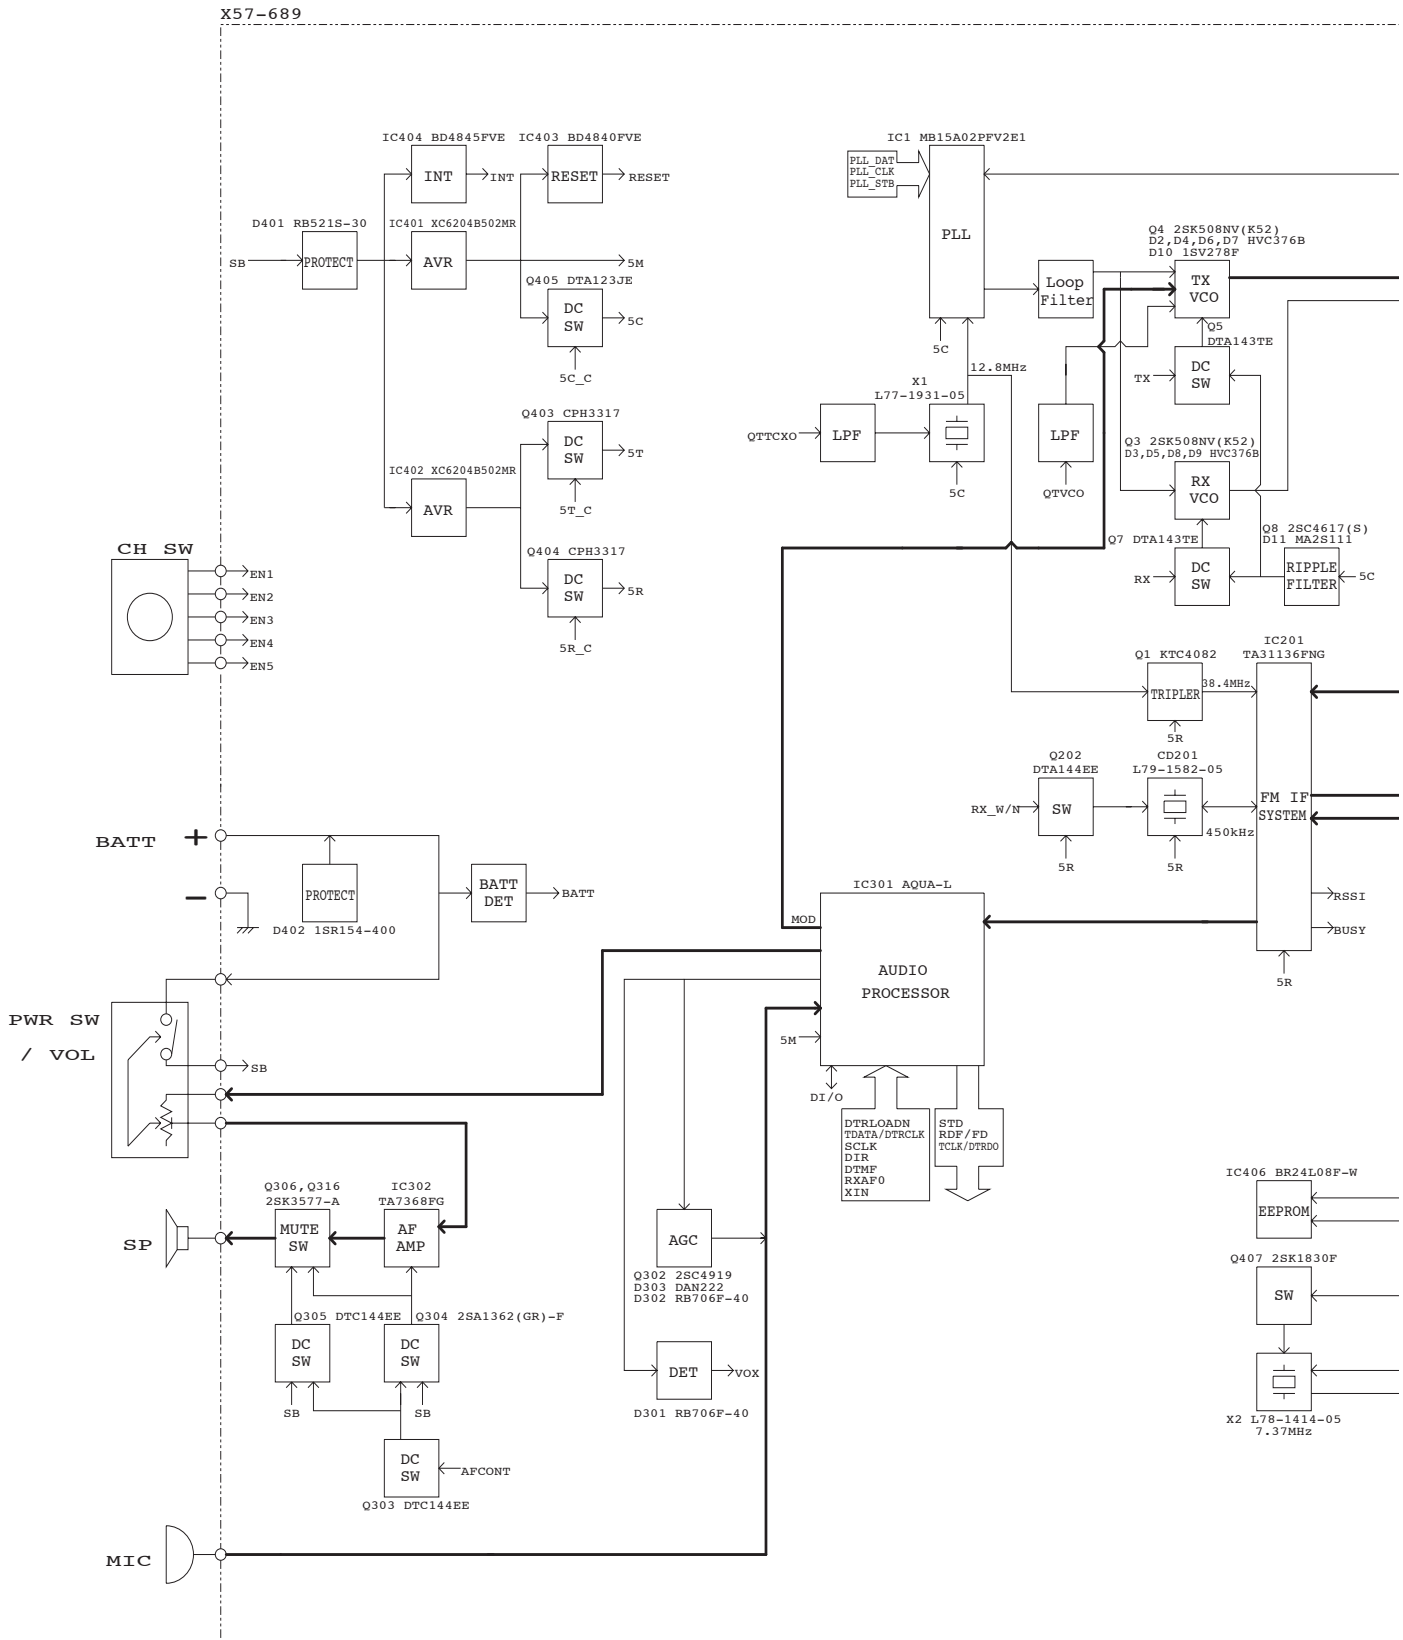 X57-689
IC404 BD4845FVE
INT
INT
IC403 BD4840FVE
RESET
RESET
D401 RB521S-30
SB
PROTECT
IC401 XC6204B502MR
AVR
5M
Q405 DTA123JE
DC
SW
5C
5C_C
Q403 CPH3317
DC
SW
5T
5T_C
IC402 XC6204B502MR
AVR
Q404 CPH3317
DC
SW
5R
5R_C
IC1 MB15A02PFV2E1
PLL_DAT
PLL_CLK
PLL_STB
PLL
5C
12.8MHz
Loop
Filter
X1
L77-1931-05
QTTCXO
LPF
5C
LPF
QTVCO
Q4 2SK508NV(K52)
D2,D4,D6,D7 HVC376B
D10 1SV278F
TX
VCO
Q5
DTA143TE
TX
DC
SW
Q3 2SK508NV(K52)
D3,D5,D8,D9 HVC376B
RX
VCO
Q7 DTA143TE
RX
DC
SW
Q8 2SC4617(S)
D11 MA2S111
RIPPLE
FILTER
5C
CH SW
EN1
EN2
EN3
EN4
EN5
Q1 KTC4082
TRIPLER
38.4MHz
5R
IC201
TA31136FNG
FM IF
SYSTEM
Q202
DTA144EE
RX_W/N
SW
5R
CD201
L79-1582-05
450kHz
5R
RSSI
BUSY
5R
BATT
+
-
PROTECT
D402 1SR154-400
BATT
DET
BATT
IC301 AQUA-L
MOD
AUDIO
PROCESSOR
5M
DI/O
DTRLOADN
TDATA/DTRCLK
SCLK
DIR
DTMF
RXAF0
XIN
STD
RDF/FD
TCLK/DTRDO
PWR SW
/ VOL
SB
Q306,Q316
2SK3577-A
MUTE
SW
IC302
TA7368FG
AF
AMP
SP
Q305 DTC144EE
DC
SW
SB
Q304 2SA1362(GR)-F
DC
SW
SB
DC
SW
AFCONT
Q303 DTC144EE
AGC
Q302 2SC4919
D303 DAN222
D302 RB706F-40
DET
VOX
D301 RB706F-40
MIC
IC406 BR24L08F-W
EEPROM
Q407 2SK1830F
SW
X2 L78-1414-05
7.37MHz